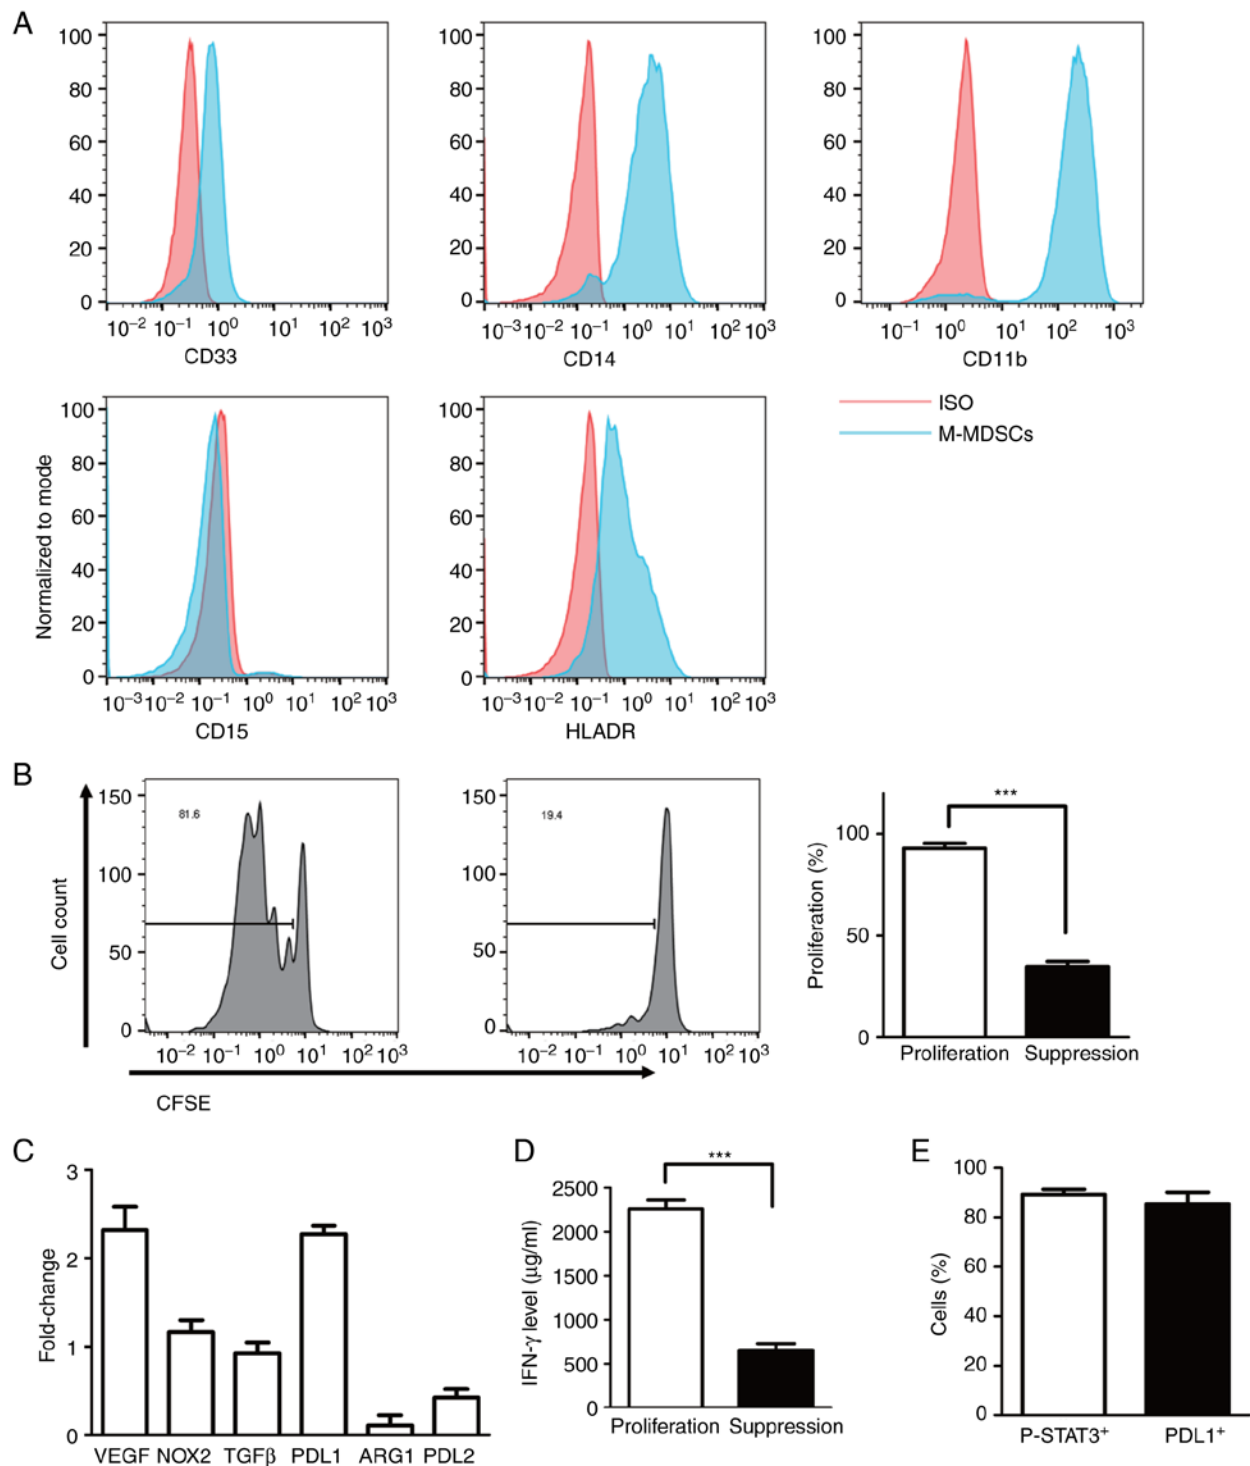 A
100
80
60
40
20
0
10⁻² 10⁻¹ 10⁰ 10¹ 10² 10³
CD33
100
80
60
40
20
0
10⁻³ 10⁻² 10⁻¹ 10⁰ 10¹ 10² 10³
CD14
100
80
60
40
20
0
10⁻¹ 10⁰ 10¹ 10² 10³
CD11b
Normalized to mode
100
80
60
40
20
0
10⁻³ 10⁻² 10⁻¹ 10⁰ 10¹ 10² 10³
CD15
100
80
60
40
20
0
10⁻³ 10⁻² 10⁻¹ 10⁰ 10¹ 10² 10³
HLADR
ISO
M-MDSCs
B
Cell count
150
100
50
0
81.6
10⁻² 10⁻¹ 10⁰ 10¹ 10² 10³
150
100
50
0
19.4
10⁻² 10⁻¹ 10⁰ 10¹ 10² 10³
CFSE
Proliferation (%)
100
50
0
***
Proliferation Suppression
C
Fold-change
3
2
1
0
VEGF NOX2 TGFβ PDL1 ARG1 PDL2
D
IFN-γ level (μg/ml)
2500
2000
1500
1000
500
0
***
Proliferation Suppression
E
Cells (%)
100
80
60
40
20
0
P-STAT3⁺ PDL1⁺